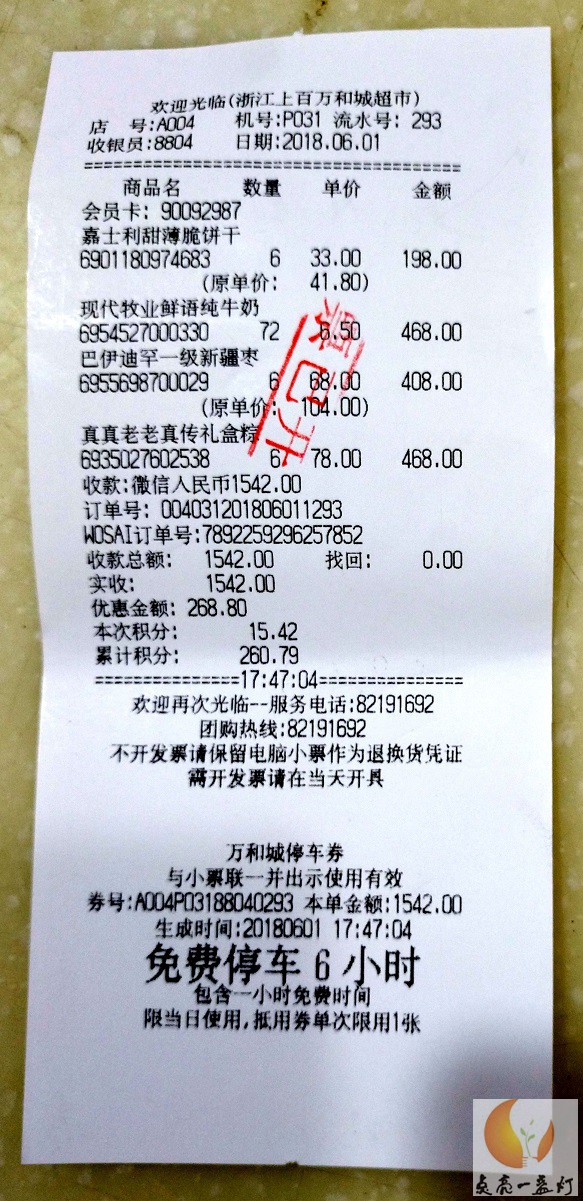 欢迎光临(浙江上百万和城超市)
店 号:A004 机号:P031 流水号: 293
收银员:8804 日期:2018.06.01
======================================
商品名 数量 单价 金额
会员卡: 90092987
嘉士利甜薄脆饼干
6901180974683 6 33.00 198.00
(原单价: 41.80)
现代牧业鲜语纯牛奶
6954527000330 72 6.50 468.00
巴伊迪罕一级新疆枣
6955698700029 6 68.00 408.00
(原单价: 104.00)
真真老老真传礼盒粽
6935027602538 6 78.00 468.00
票已开
收款:微信人民币1542.00
订单号: 004031201806011293
WOSAI订单号:7892259296257852
收款总额: 1542.00 找回: 0.00
实收: 1542.00
优惠金额: 268.80
本次积分: 15.42
累计积分: 260.79
===============17:47:04===============
欢迎再次光临--服务电话:82191692
团购热线:82191692
不开发票请保留电脑小票作为退换货凭证
需开发票请在当天开具
万和城停车券
与小票联一并出示使用有效
券号:A004P03188040293 本单金额:1542.00
生成时间:20180601 17:47:04
免费停车 6 小时
包含一小时免费时间
限当日使用,抵用券单次限用1张
点亮一盏灯